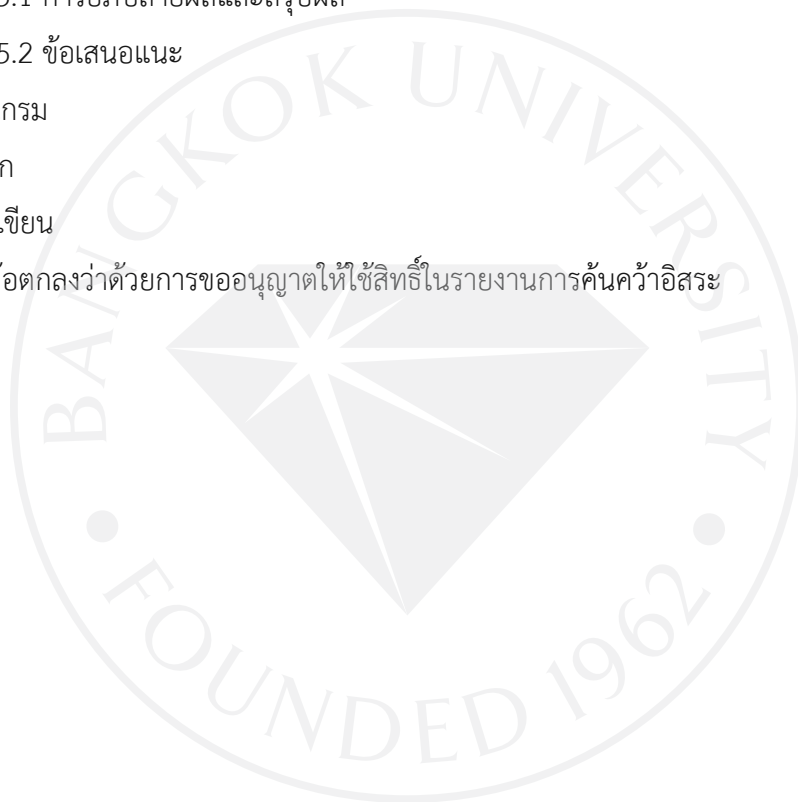 5.2 ข้อเสนอแนะ
กรม
ก
เขียน
อตกลงว่าด้วยการขออนุญาตให้ใช้สิทธิ์ในรายงานการค้นคว้าอิสระ
BANGKOK UNIVERSITY
FOUNDED 1962